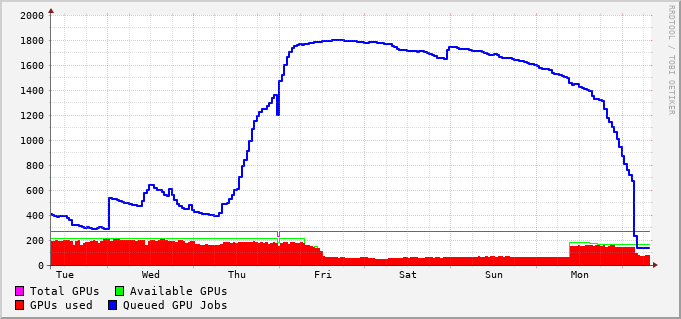 2000
1800
1600
1400
1200
1000
800
600
400
200
0
Tue Wed Thu Fri Sat Sun Mon
RRDTOOL / TOBI OETIKER
Total GPUs Available GPUs
GPUs used Queued GPU Jobs